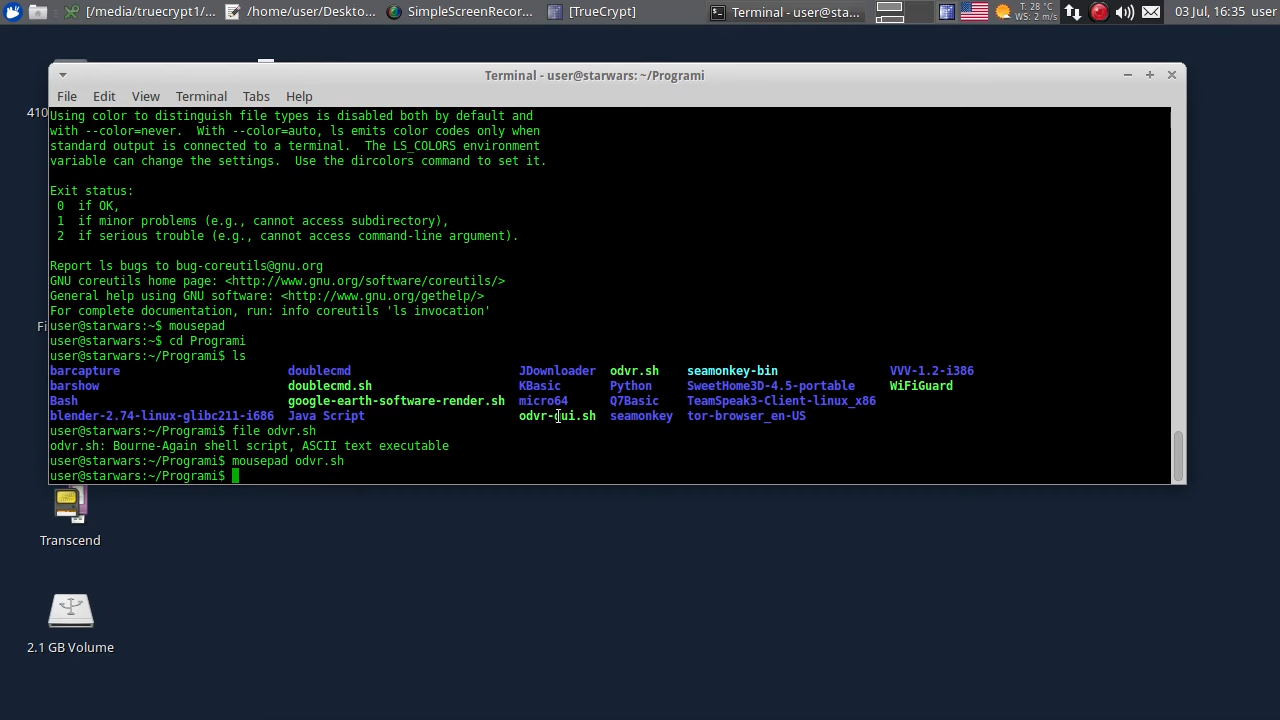 [/media/truecrypt1/... /home/user/Deskto... SimpleScreenRecor... [TrueCrypt] Terminal - user@sta... T: 28 °C WS: 2 m/s 03 Jul, 16:35 user
Terminal - user@starwars: ~/Programi
File Edit View Terminal Tabs Help
410
Using color to distinguish file types is disabled both by default and
with --color=never.  With --color=auto, ls emits color codes only when
standard output is connected to a terminal.  The LS_COLORS environment
variable can change the settings.  Use the dircolors command to set it.
Exit status:
0  if OK,
1  if minor problems (e.g., cannot access subdirectory),
2  if serious trouble (e.g., cannot access command-line argument).
Report ls bugs to bug-coreutils@gnu.org
GNU coreutils home page: <http://www.gnu.org/software/coreutils/>
General help using GNU software: <http://www.gnu.org/gethelp/>
For complete documentation, run: info coreutils 'ls invocation'
Fi
user@starwars:~$ mousepad
user@starwars:~$ cd Programi
user@starwars:~/Programi$ ls
barcapture doublecmd JDownloader odvr.sh seamonkey-bin VVV-1.2-i386
barshow doublecmd.sh KBasic Python SweetHome3D-4.5-portable WiFiGuard
Bash google-earth-software-render.sh micro64 Q7Basic TeamSpeak3-Client-linux_x86
blender-2.74-linux-glibc211-i686 Java Script odvr-gui.sh seamonkey tor-browser_en-US
user@starwars:~/Programi$ file odvr.sh
odvr.sh: Bourne-Again shell script, ASCII text executable
user@starwars:~/Programi$ mousepad odvr.sh
user@starwars:~/Programi$
Transcend
2.1 GB Volume